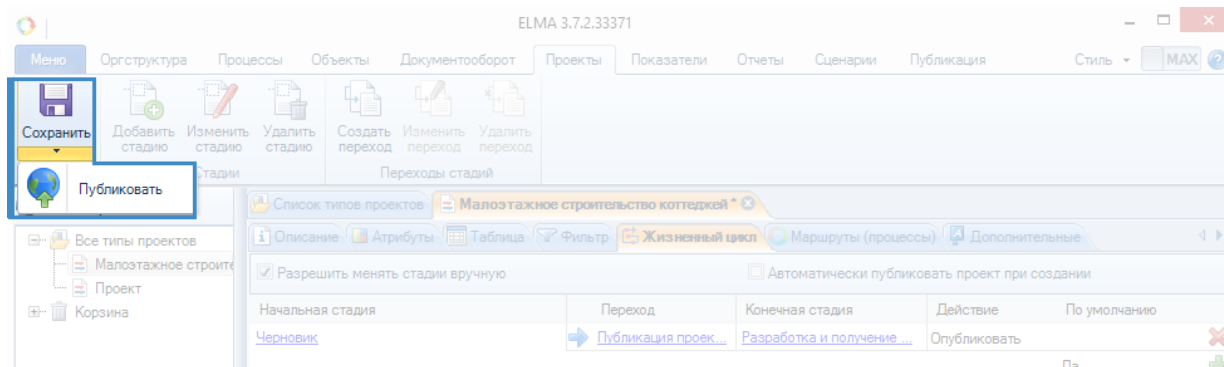 ELMA 3.7.2.33371
Меню Оргструктура Процессы Объекты Документооборот Проекты Показатели Отчеты Сценарии Публикация Стиль MAX
Сохранить Добавить стадию Изменить стадию Удалить стадию Создать переход Изменить переход Удалить переход
Стадии Переходы стадий
Публиковать
Список типов проектов Малоэтажное строительство коттеджей *
Описание Атрибуты Таблица Фильтр Жизненный цикл Маршруты (процессы) Дополнительные
Все типы проектов
Малоэтажное строите
Проект
Корзина
Разрешить менять стадии вручную Автоматически публиковать проект при создании
Начальная стадия Переход Конечная стадия Действие По умолчанию
Черновик Публикация проек... Разработка и получение ... Опубликовать